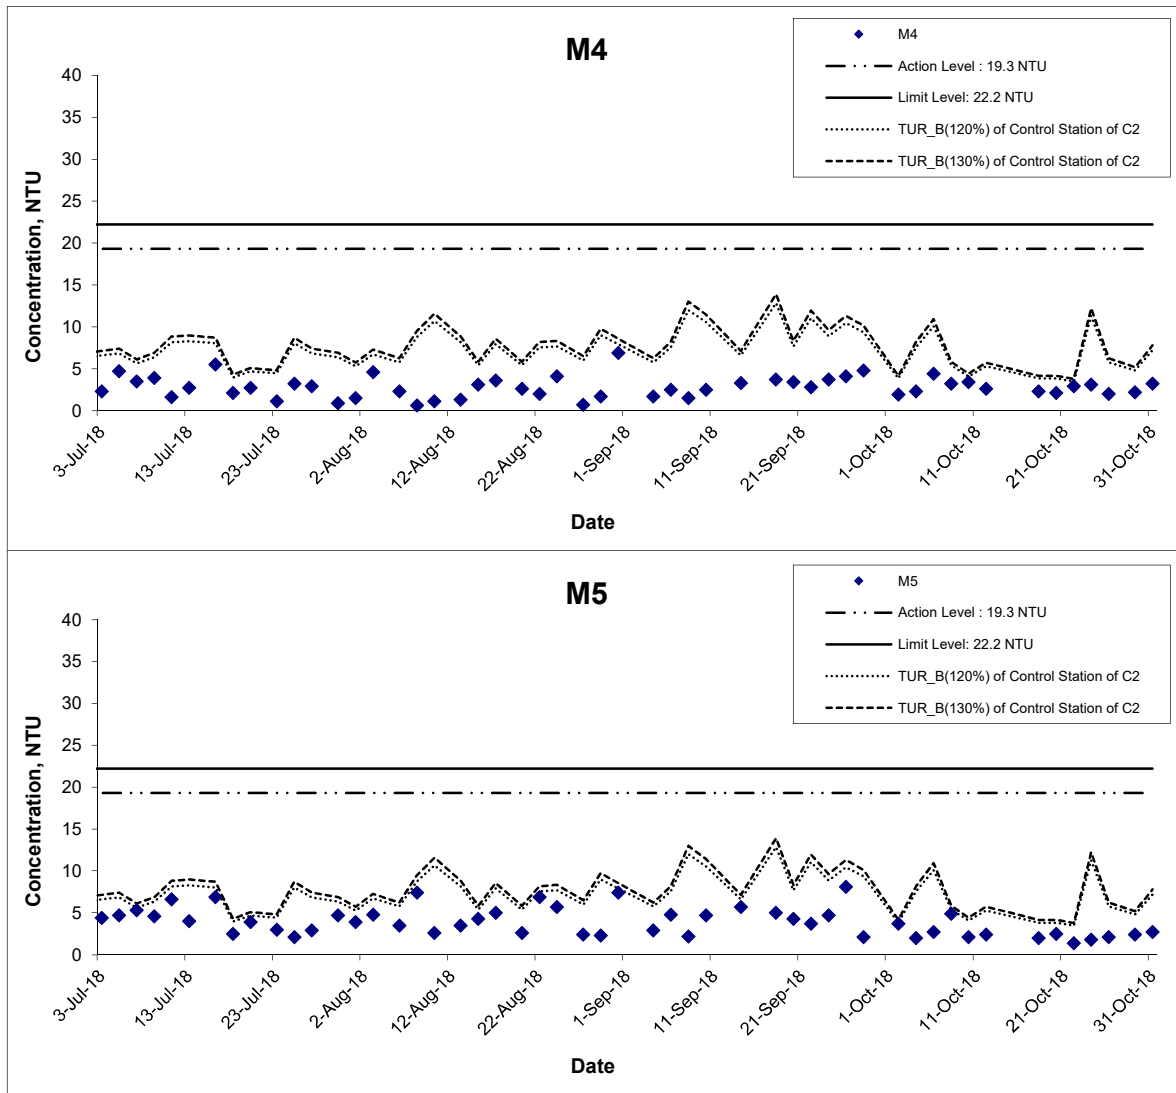 M4
M4
Action Level : 19.3 NTU
Limit Level: 22.2 NTU
TUR_B(120%) of Control Station of C2
TUR_B(130%) of Control Station of C2
Concentration, NTU
40
35
30
25
20
15
10
5
0
3-Jul-18
13-Jul-18
23-Jul-18
2-Aug-18
12-Aug-18
22-Aug-18
1-Sep-18
11-Sep-18
21-Sep-18
1-Oct-18
11-Oct-18
21-Oct-18
31-Oct-18
Date
M5
M5
Action Level : 19.3 NTU
Limit Level: 22.2 NTU
TUR_B(120%) of Control Station of C2
TUR_B(130%) of Control Station of C2
Concentration, NTU
40
35
30
25
20
15
10
5
0
3-Jul-18
13-Jul-18
23-Jul-18
2-Aug-18
12-Aug-18
22-Aug-18
1-Sep-18
11-Sep-18
21-Sep-18
1-Oct-18
11-Oct-18
21-Oct-18
31-Oct-18
Date